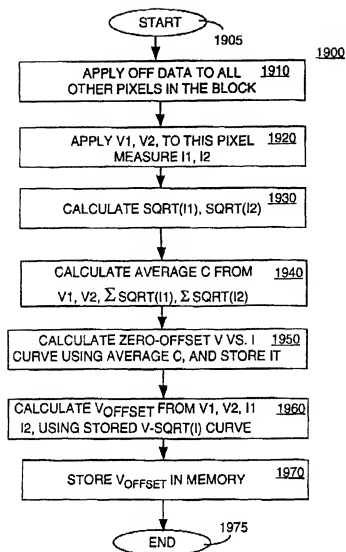 START
1905
1900
APPLY OFF DATA TO ALL 1910
OTHER PIXELS IN THE BLOCK
APPLY V1, V2, TO THIS PIXEL 1920
MEASURE I1, I2
1930
CALCULATE SQRT(I1), SQRT(I2)
CALCULATE AVERAGE C FROM 1940
V1, V2, Σ SQRT(I1), Σ SQRT(I2)
CALCULATE ZERO-OFFSET V VS. I 1950
CURVE USING AVERAGE C, AND STORE IT
CALCULATE VOFFSET FROM V1, V2, I1 1960
I2, USING STORED V-SQRT(I) CURVE
STORE VOFFSET IN MEMORY 1970
1975
END